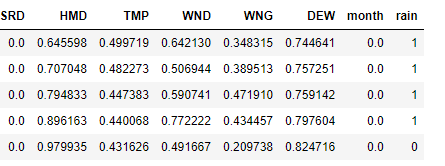 SRD HMD TMP WND WNG DEW month rain
0.0 0.645598 0.499719 0.642130 0.348315 0.744641 0.0 1
0.0 0.707048 0.482273 0.506944 0.389513 0.757251 0.0 1
0.0 0.794833 0.447383 0.590741 0.471910 0.759142 0.0 1
0.0 0.896163 0.440068 0.772222 0.434457 0.797604 0.0 1
0.0 0.979935 0.431626 0.491667 0.209738 0.824716 0.0 0